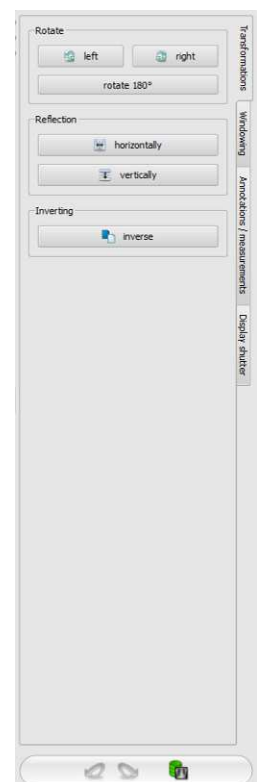 Rotate
left
right
rotate 180°
Reflection
horizontally
vertically
Inverting
inverse
Transformations
Windowing
Annotations / measurements
Display shutter